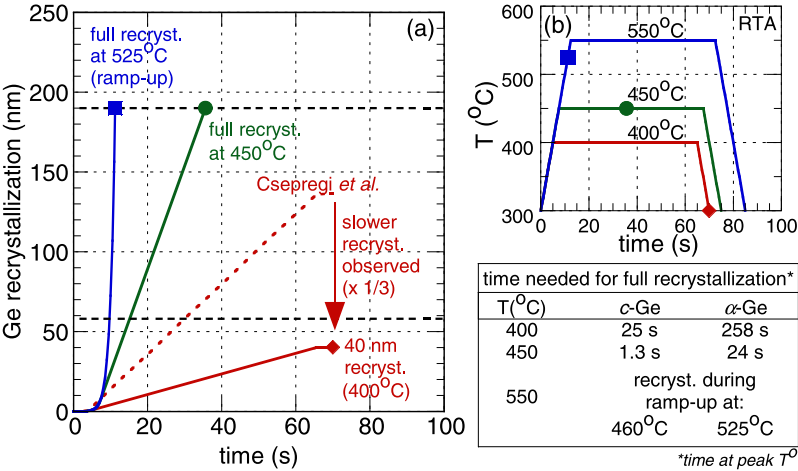 (a)
full recryst.
at 525°C
(ramp-up)
full recryst.
at 450°C
Csepregi et al.
slower
recryst.
observed
(x 1/3)
40 nm
recryst.
(400°C)
250
200
150
100
50
0
Ge recrystallization (nm)
0 20 40 60 80 100
time (s)
(b)
RTA
550°C
450°C
400°C
600
500
400
300
T (°C)
0 20 40 60 80 100
time (s)
time needed for full recrystallization*
T(°C) c-Ge α-Ge
400 25 s 258 s
450 1.3 s 24 s
550 recryst. during
ramp-up at:
460°C 525°C
*time at peak T°